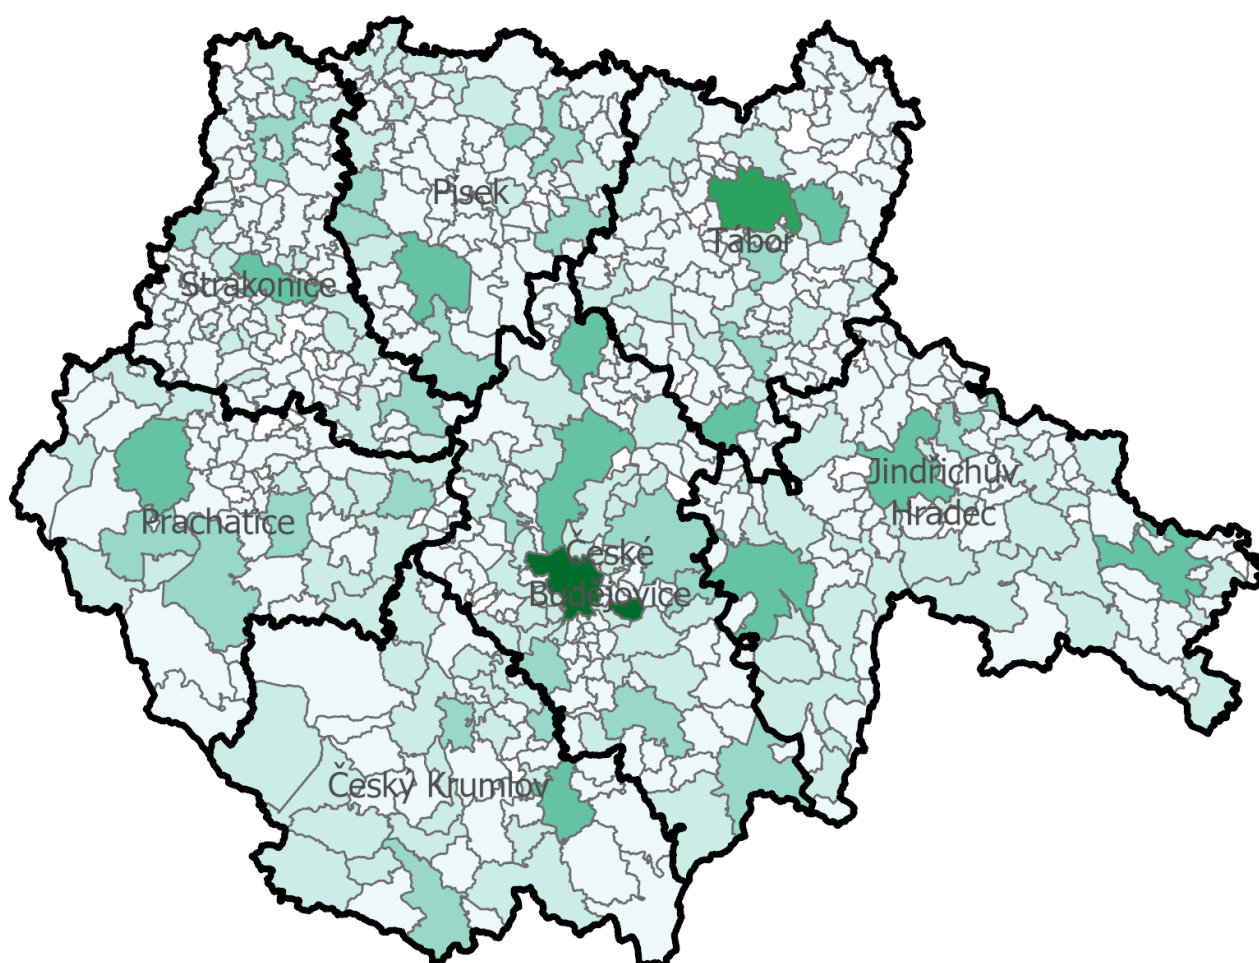 Písek
Tábor
Strakonice
Jindřichův
Hradec
Prachatice
České
Budějovice
Český Krumlov